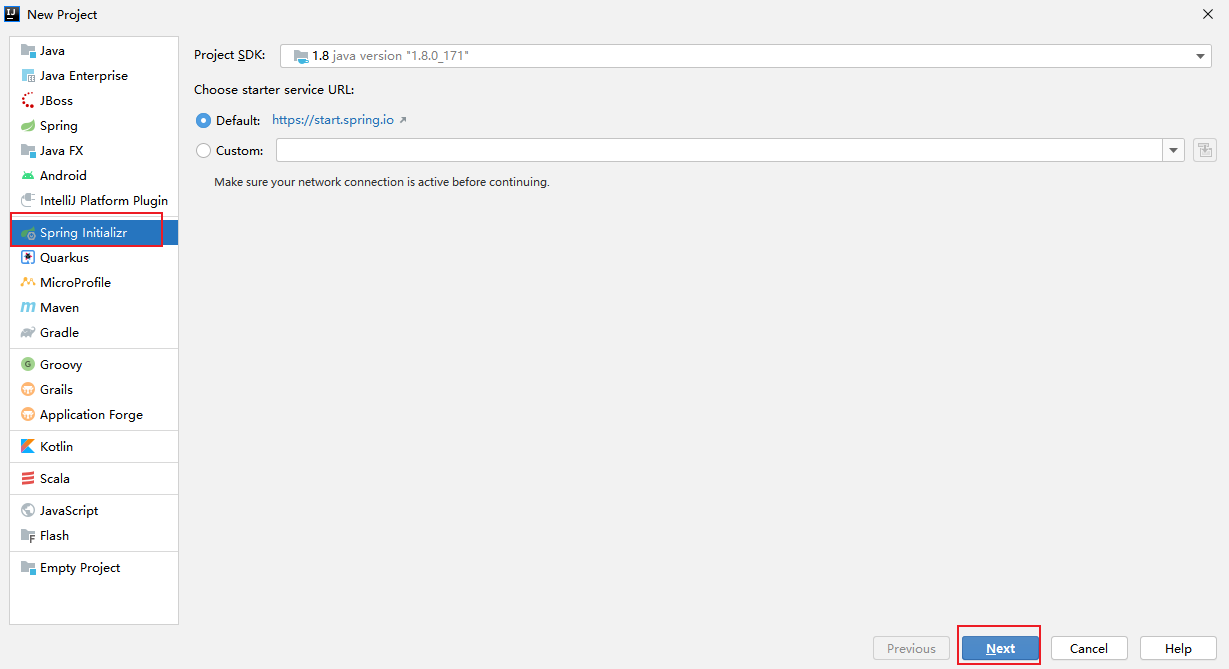 New Project
Java
Java Enterprise
JBoss
Spring
Java FX
Android
IntelliJ Platform Plugin
Spring Initializr
Quarkus
MicroProfile
Maven
Gradle
Groovy
Grails
Application Forge
Kotlin
Scala
JavaScript
Flash
Empty Project
Project SDK: 1.8 java version "1.8.0_171"
Choose starter service URL:
Default: https://start.spring.io
Custom:
Make sure your network connection is active before continuing.
Previous Next Cancel Help